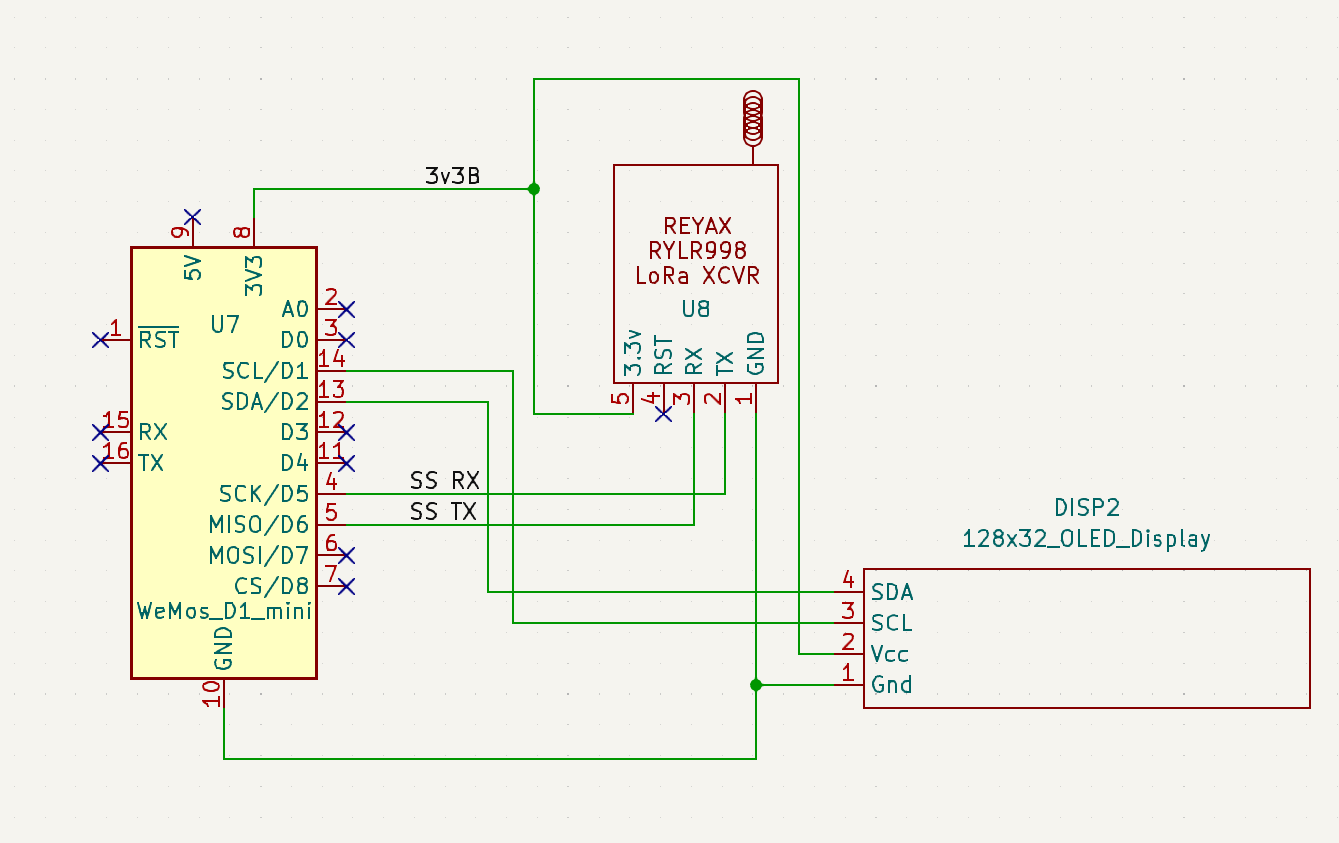 3v3B
9
8
5V
3V3
U7
1
RST
15
RX
16
TX
2
A0
3
D0
14
SCL/D1
13
SDA/D2
12
D3
11
D4
4
SCK/D5
5
MISO/D6
6
MOSI/D7
7
CS/D8
WeMos_D1_mini
GND
10
SS RX
SS TX
REYAX
RYLR998
LoRa XCVR
U8
3.3v
RST
RX
TX
GND
5
4
3
2
1
DISP2
128x32_OLED_Display
4
SDA
3
SCL
2
Vcc
1
Gnd